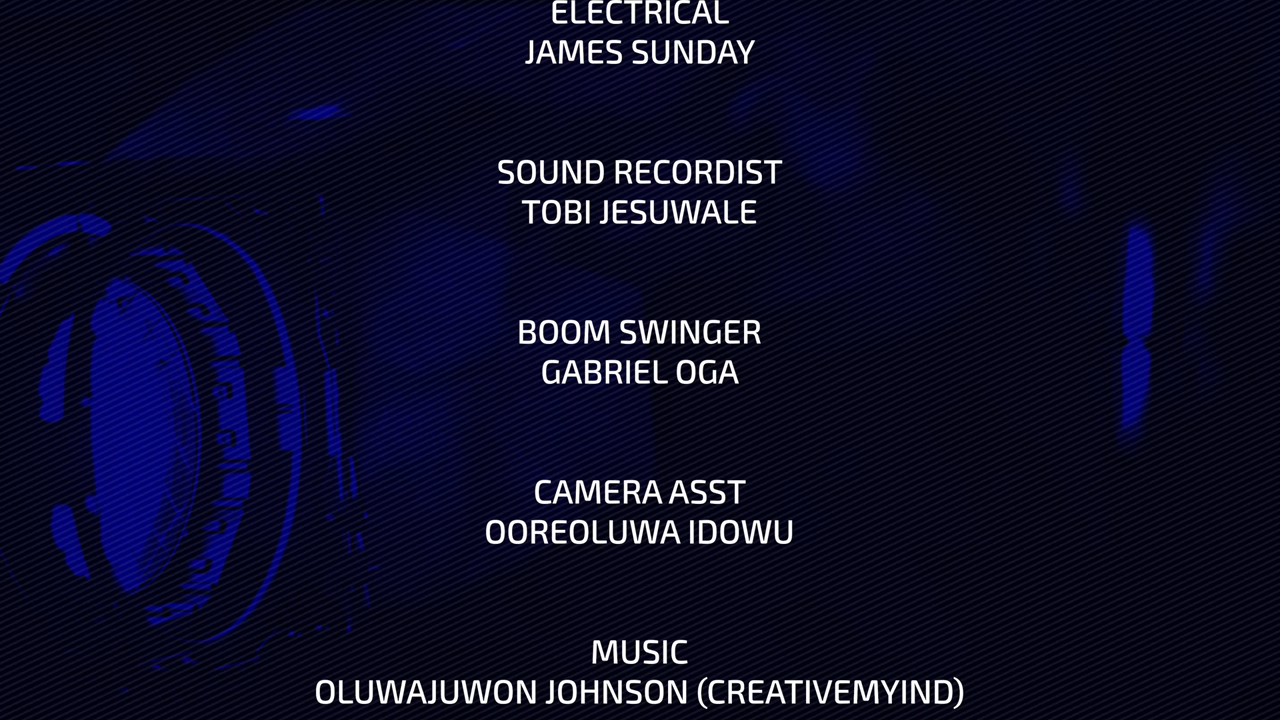 ELECTRICAL
JAMES SUNDAY
SOUND RECORDIST
TOBI JESUWALE
BOOM SWINGER
GABRIEL OGA
CAMERA ASST
OOREOLUWA IDOWU
MUSIC
OLUWAJUWON JOHNSON (CREATIVEMYIND)